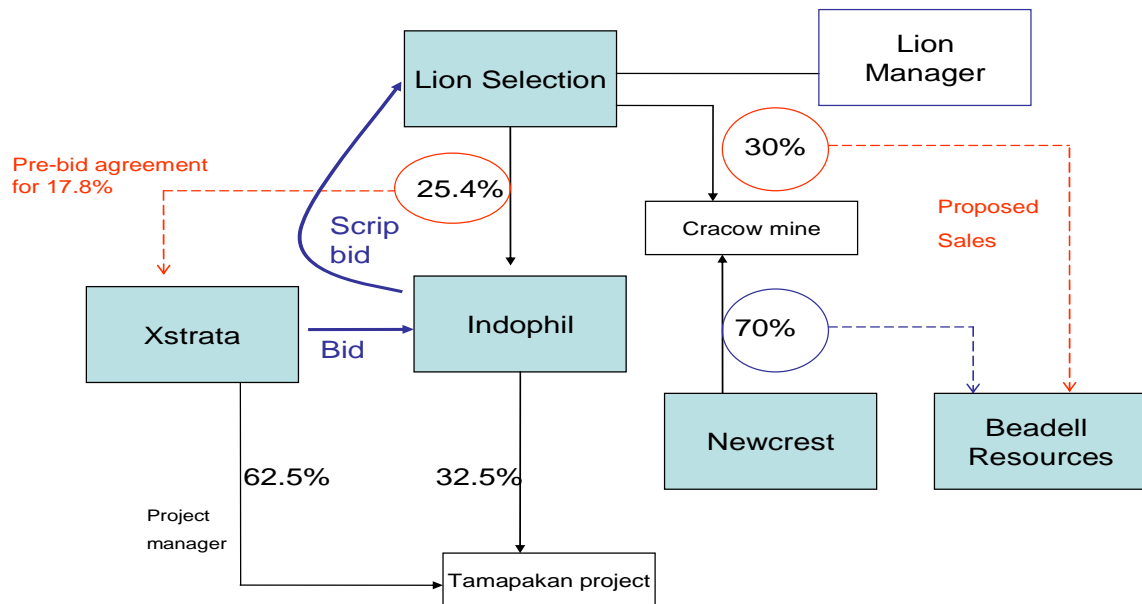 Lion Selection
Lion
Manager
Pre-bid agreement
for 17.8%
25.4%
30%
Scrip
bid
Cracow mine
Proposed
Sales
Xstrata
Bid
Indophil
70%
Newcrest
Beadell
Resources
62.5%
32.5%
Project
manager
Tamapakan project